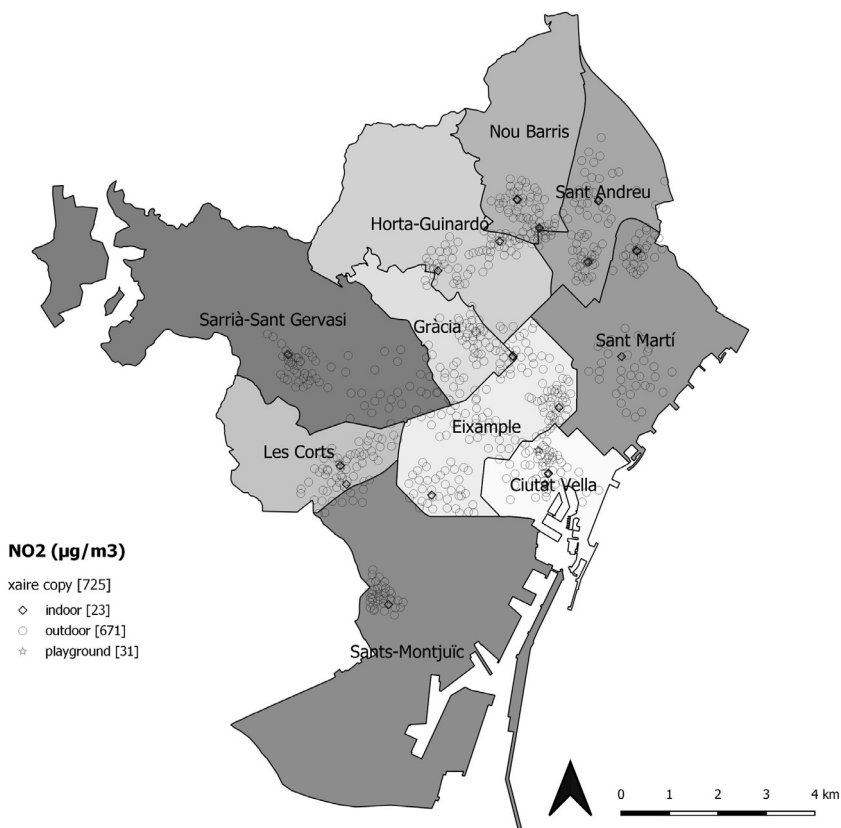 Nou Barris
Sant Andreu
Horta-Guinardó
Gràcia
Sarrià-Sant Gervasi
Sant Martí
Eixample
Les Corts
Ciutat Vella
NO2 (µg/m3)
xaire copy [725]
indoor [23]
outdoor [671]
playground [31]
Sants-Montjuïc
0 1 2 3 4 km